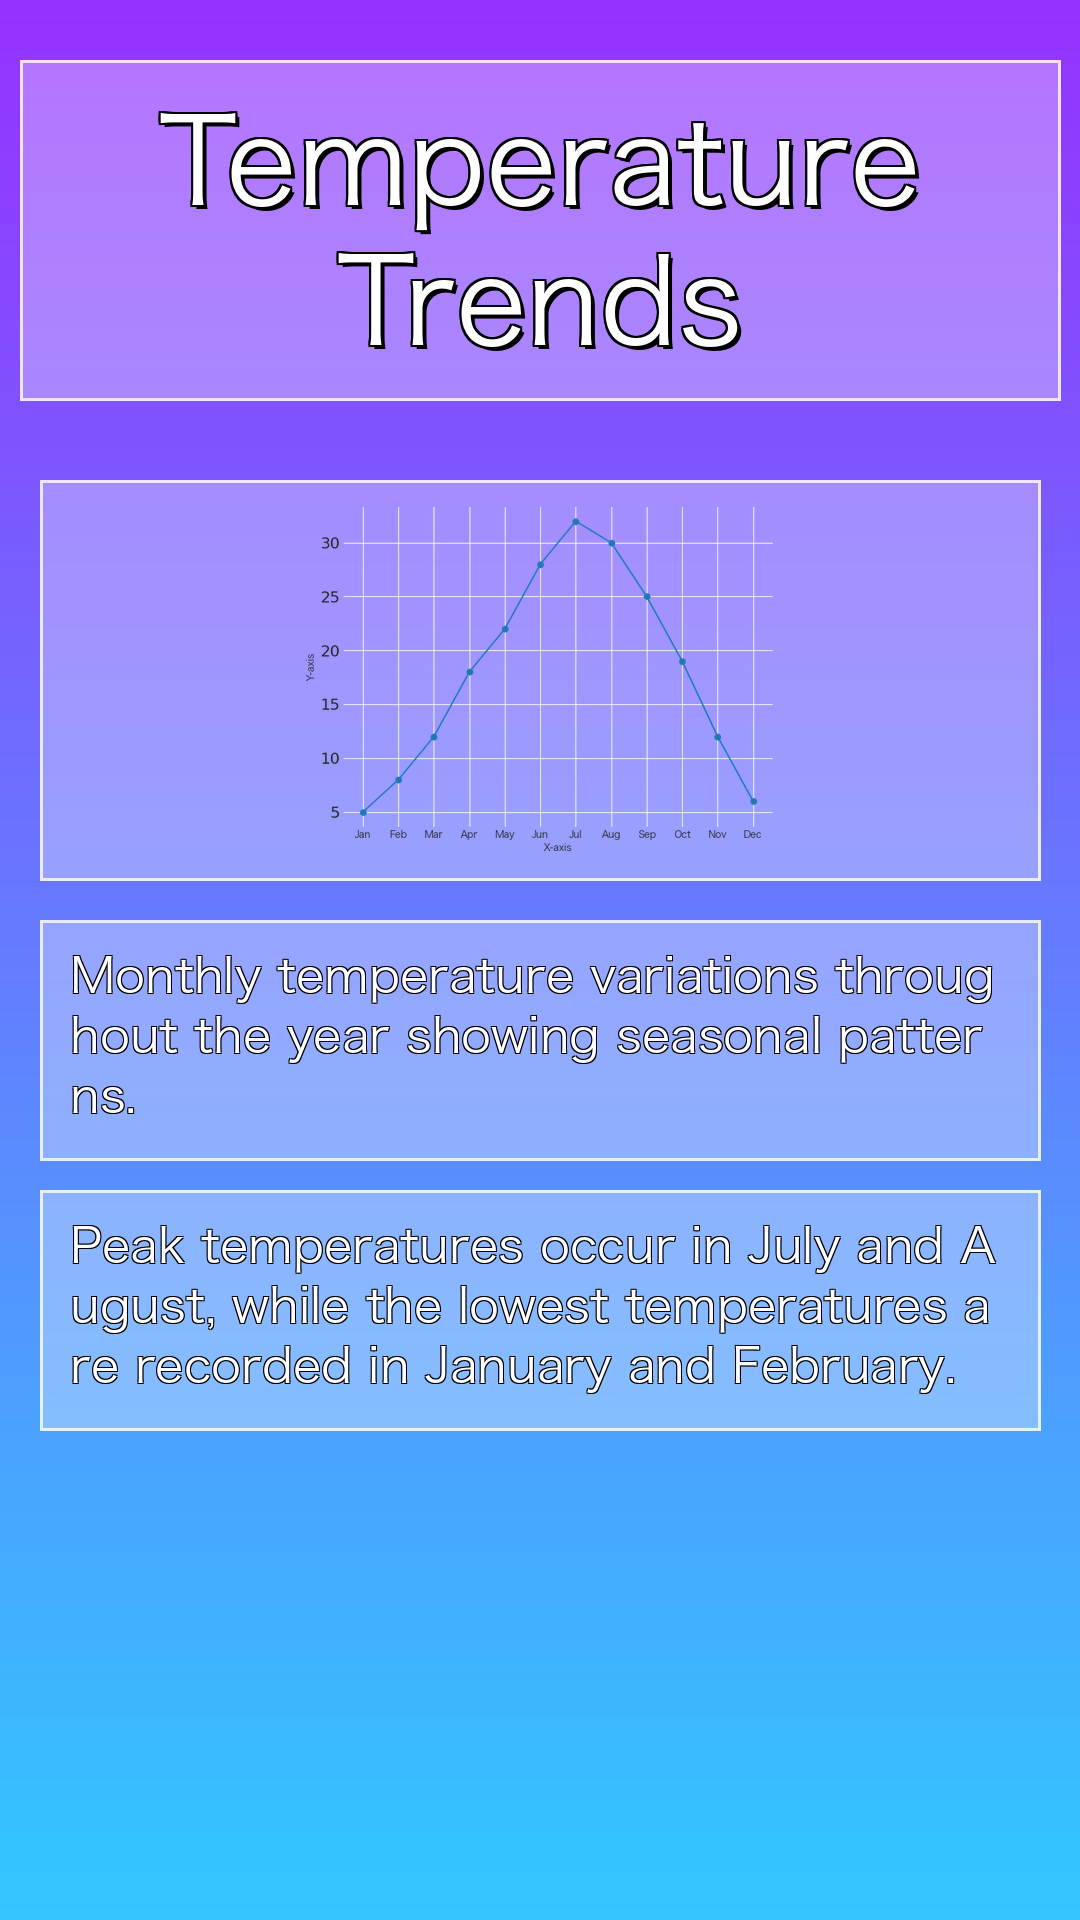 Temperature
Trends
30
25
20
15
10
5
Y-axis
Jan Feb Mar Apr May Jun Jul Aug Sep Oct Nov Dec
X-axis
Monthly temperature variations throug
hout the year showing seasonal patter
ns.
Peak temperatures occur in July and A
ugust, while the lowest temperatures a
re recorded in January and February.